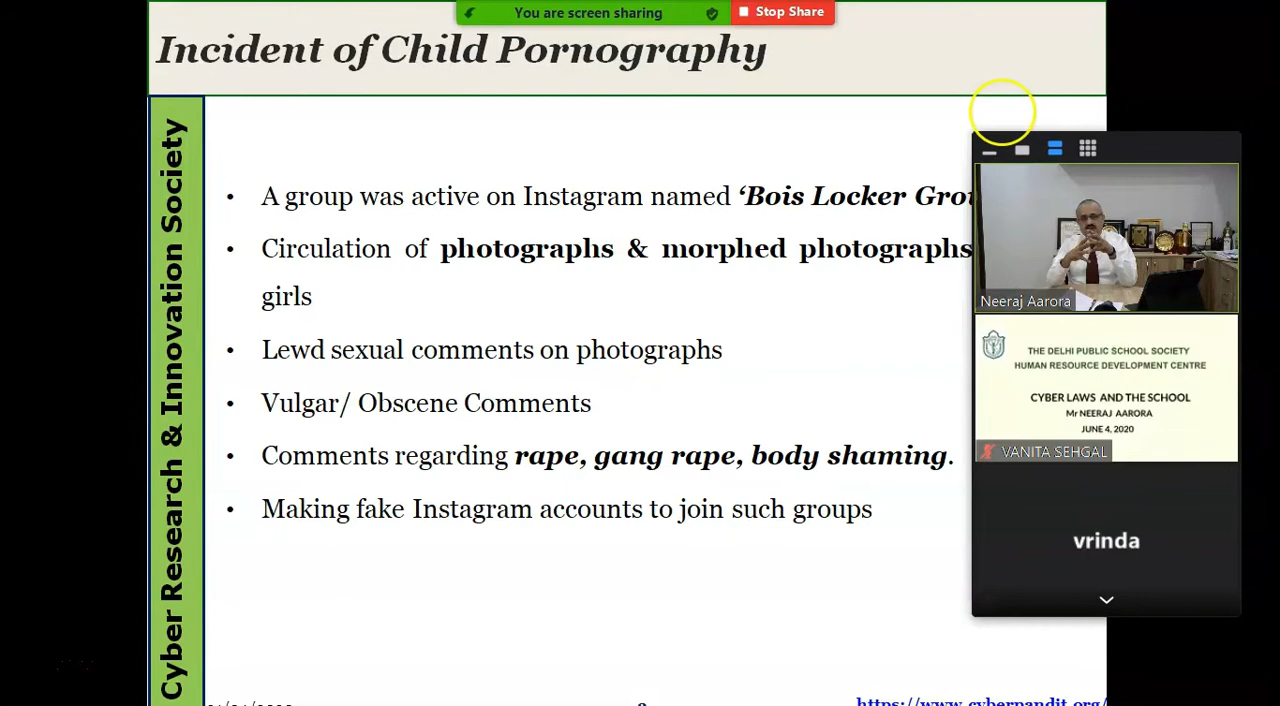 You are screen sharing
Stop Share
Incident of Child Pornography
Cyber Research & Innovation Society
• A group was active on Instagram named ‘Bois Locker Grou
• Circulation of photographs & morphed photographs
girls
• Lewd sexual comments on photographs
• Vulgar/ Obscene Comments
• Comments regarding rape, gang rape, body shaming.
• Making fake Instagram accounts to join such groups
https://www.cyberpandit.org/
Neeraj Aarora
THE DELHI PUBLIC SCHOOL SOCIETY
HUMAN RESOURCE DEVELOPMENT CENTRE
CYBER LAWS AND THE SCHOOL
Mr NEERAJ AARORA
JUNE 4, 2020
VANITA SEHGAL
vrinda